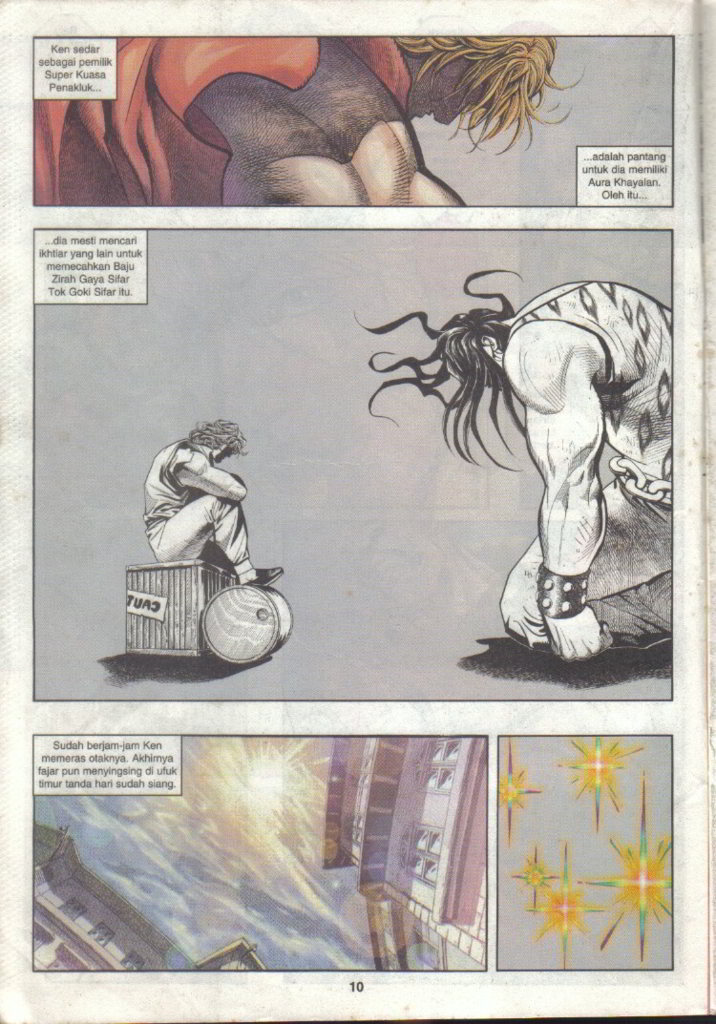 Ken sedar
sebagai pemilik
Super Kuasa
Penakluk...
...adalah pantang
untuk dia memiliki
Aura Khayalan.
Oleh itu...
...dia mesti mencari
ikhtiar yang lain untuk
memecahkan Baju
Zirah Gaya Sifar
Tok Goki Sifar itu.
CAUT
Sudah berjam-jam Ken
memeras otaknya. Akhirnya
fajar pun menyingsing di ufuk
timur tanda hari sudah siang.
10